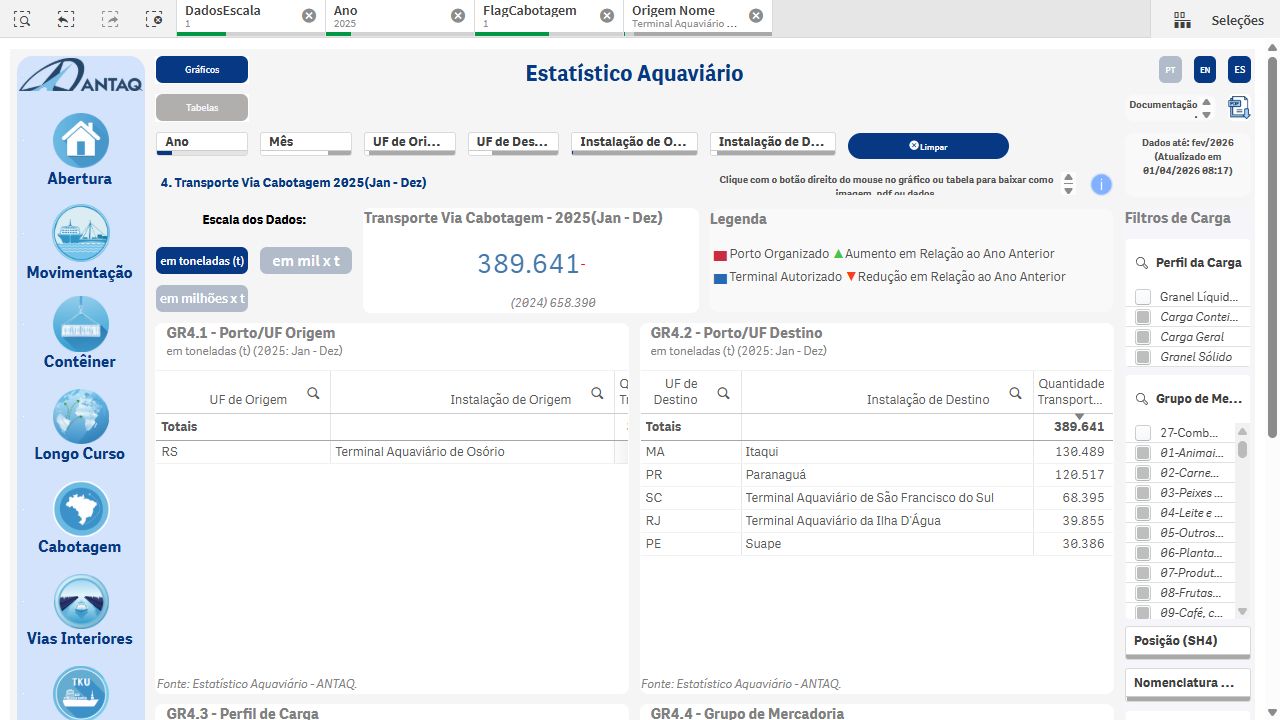 DadosEscala
1
Ano
2025
FlagCabotagem
1
Origem Nome
Terminal Aquaviário ...
Seleções
ANTAQ
Abertura
Movimentação
Contêiner
Longo Curso
Cabotagem
Vias Interiores
TKU
Gráficos
Tabelas
Estatístico Aquaviário
PT
EN
ES
Documentação
Ano
Mês
UF de Ori...
UF de Des...
Instalação de O...
Instalação de D...
Limpar
Dados até: fev/2026
(Atualizado em
01/04/2026 08:17)
4. Transporte Via Cabotagem 2025(Jan - Dez)
Clique com o botão direito do mouse no gráfico ou tabela para baixar como
imagem, pdf ou dados
i
Escala dos Dados:
em toneladas (t)
em mil x t
em milhões x t
Transporte Via Cabotagem - 2025(Jan - Dez)
389.641-
(2024) 658.390
Legenda
Porto Organizado ▲Aumento em Relação ao Ano Anterior
Terminal Autorizado ▼Redução em Relação ao Ano Anterior
GR4.1 - Porto/UF Origem
em toneladas (t) (2025: Jan - Dez)
UF de Origem
Instalação de Origem
Q
Tr
Totais
RS
Terminal Aquaviário de Osório
Fonte: Estatístico Aquaviário - ANTAQ.
GR4.2 - Porto/UF Destino
em toneladas (t) (2025: Jan - Dez)
UF de
Destino
Instalação de Destino
Quantidade
Transport...
Totais 389.641
MA Itaqui 130.489
PR Paranaguá 120.517
SC Terminal Aquaviário de São Francisco do Sul 68.395
RJ Terminal Aquaviário da Ilha D'Água 39.855
PE Suape 30.386
Fonte: Estatístico Aquaviário - ANTAQ.
Filtros de Carga
Perfil da Carga
Granel Líquid...
Carga Contei...
Carga Geral
Granel Sólido
Grupo de Me...
27-Comb...
01-Animai...
02-Carne...
03-Peixes ...
04-Leite e ...
05-Outros...
06-Planta...
07-Produt...
08-Frutas...
09-Café, c...
Posição (SH4)
Nomenclatura ...
GR4.3 - Perfil de Carga
GR4.4 - Grupo de Mercadoria